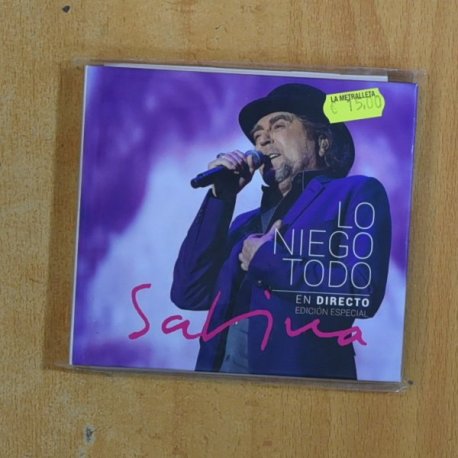 LA METRALLETA
€ 15,00
LO
NIEGO
TODO
EN DIRECTO
EDICIÓN ESPECIAL
Sabina